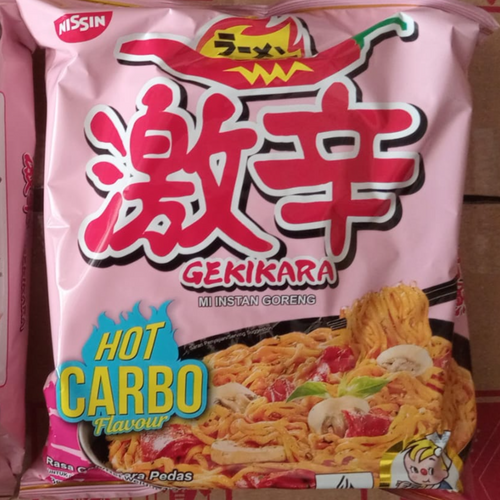 NISSIN
ラーメン
激辛
GEKIKARA
MI INSTAN GORENG
HOT
CARBO
Flavour
Pedas